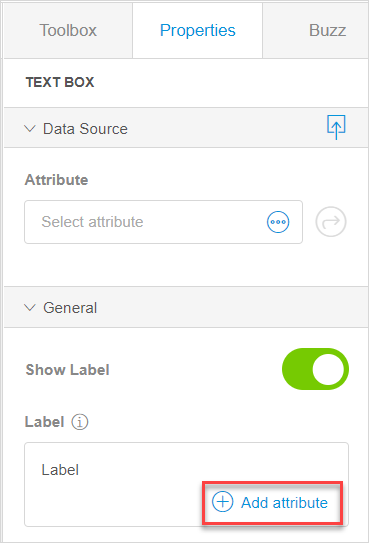 Toolbox Properties Buzz
TEXT BOX
Data Source
Attribute
Select attribute
General
Show Label
Label
Label
Add attribute